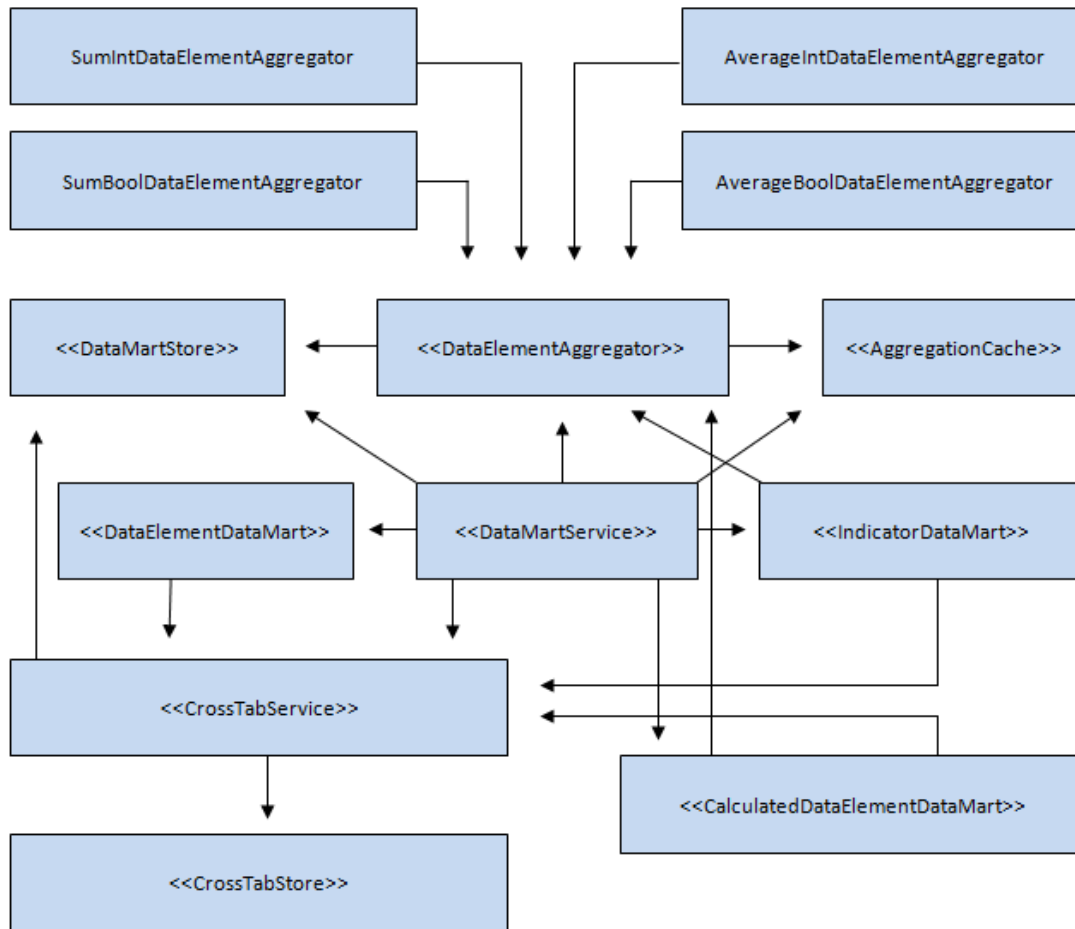 SumIntDataElementAggregator
AverageIntDataElementAggregator
SumBoolDataElementAggregator
AverageBoolDataElementAggregator
<<DataMartStore>>
<<DataElementAggregator>>
<<AggregationCache>>
<<DataElementDataMart>>
<<DataMartService>>
<<IndicatorDataMart>>
<<CrossTabService>>
<<CalculatedDataElementDataMart>>
<<CrossTabStore>>